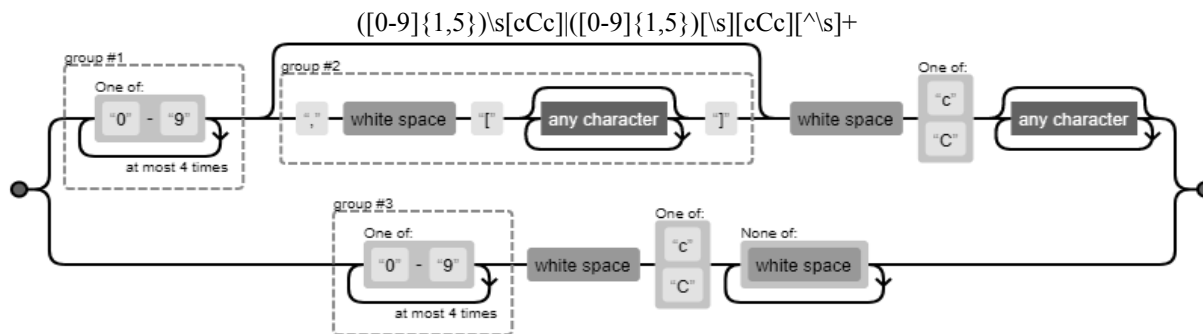 ([0-9]{1,5})\s[cCc]|([0-9]{1,5})[\s][cCc][^\s]+
group #1
One of:
“0” - “9”
at most 4 times
group #2
“,” white space “[” any character “]”
white space
One of:
“c”
“C”
any character
group #3
One of:
“0” - “9”
at most 4 times
white space
One of:
“c”
“C”
None of:
white space